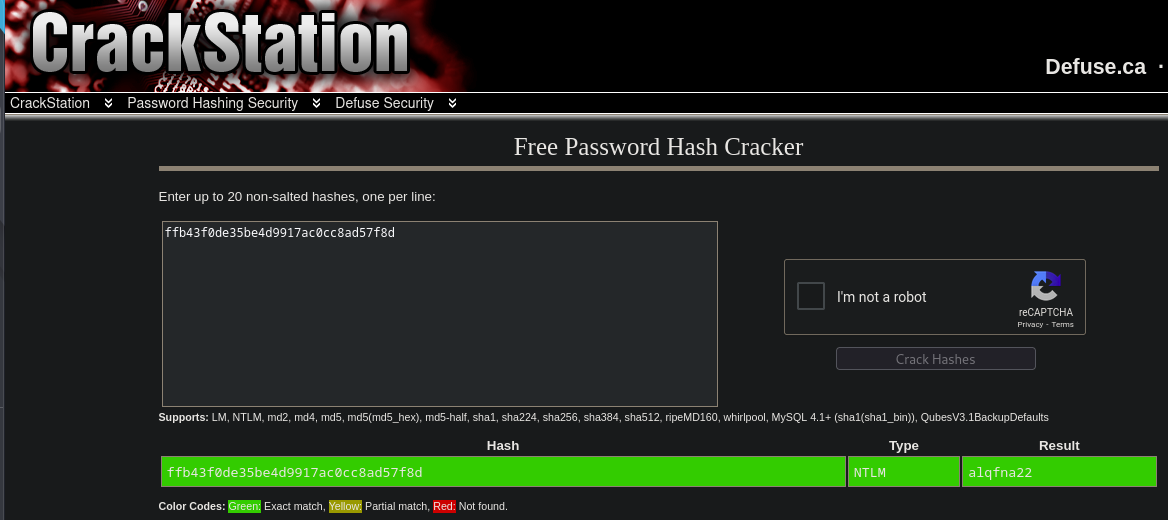 CrackStation
Defuse.ca ·
CrackStation Password Hashing Security Defuse Security
Free Password Hash Cracker
Enter up to 20 non-salted hashes, one per line:
ffb43f0de35be4d9917ac0cc8ad57f8d
I'm not a robot
reCAPTCHA
Privacy - Terms
Crack Hashes
Supports: LM, NTLM, md2, md4, md5, md5(md5_hex), md5-half, sha1, sha224, sha256, sha384, sha512, ripeMD160, whirlpool, MySQL 4.1+ (sha1(sha1_bin)), QubesV3.1BackupDefaults
Hash Type Result
ffb43f0de35be4d9917ac0cc8ad57f8d NTLM alqfna22
Color Codes: Green: Exact match, Yellow: Partial match, Red: Not found.